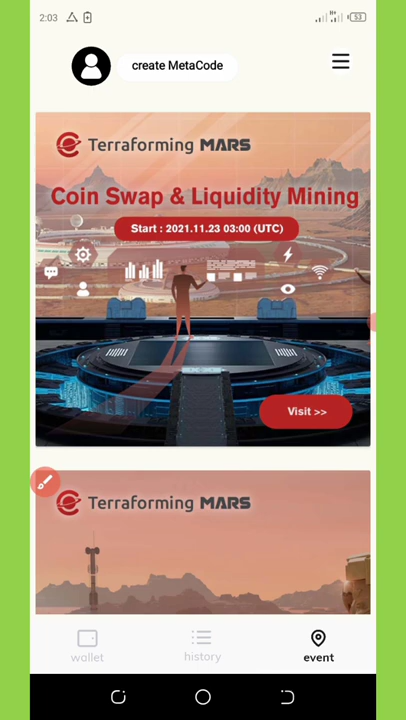 2:03
53
create MetaCode
Terraforming MARS
Coin Swap & Liquidity Mining
Start : 2021.11.23 03:00 (UTC)
Visit >>
Terraforming MARS
wallet
history
event